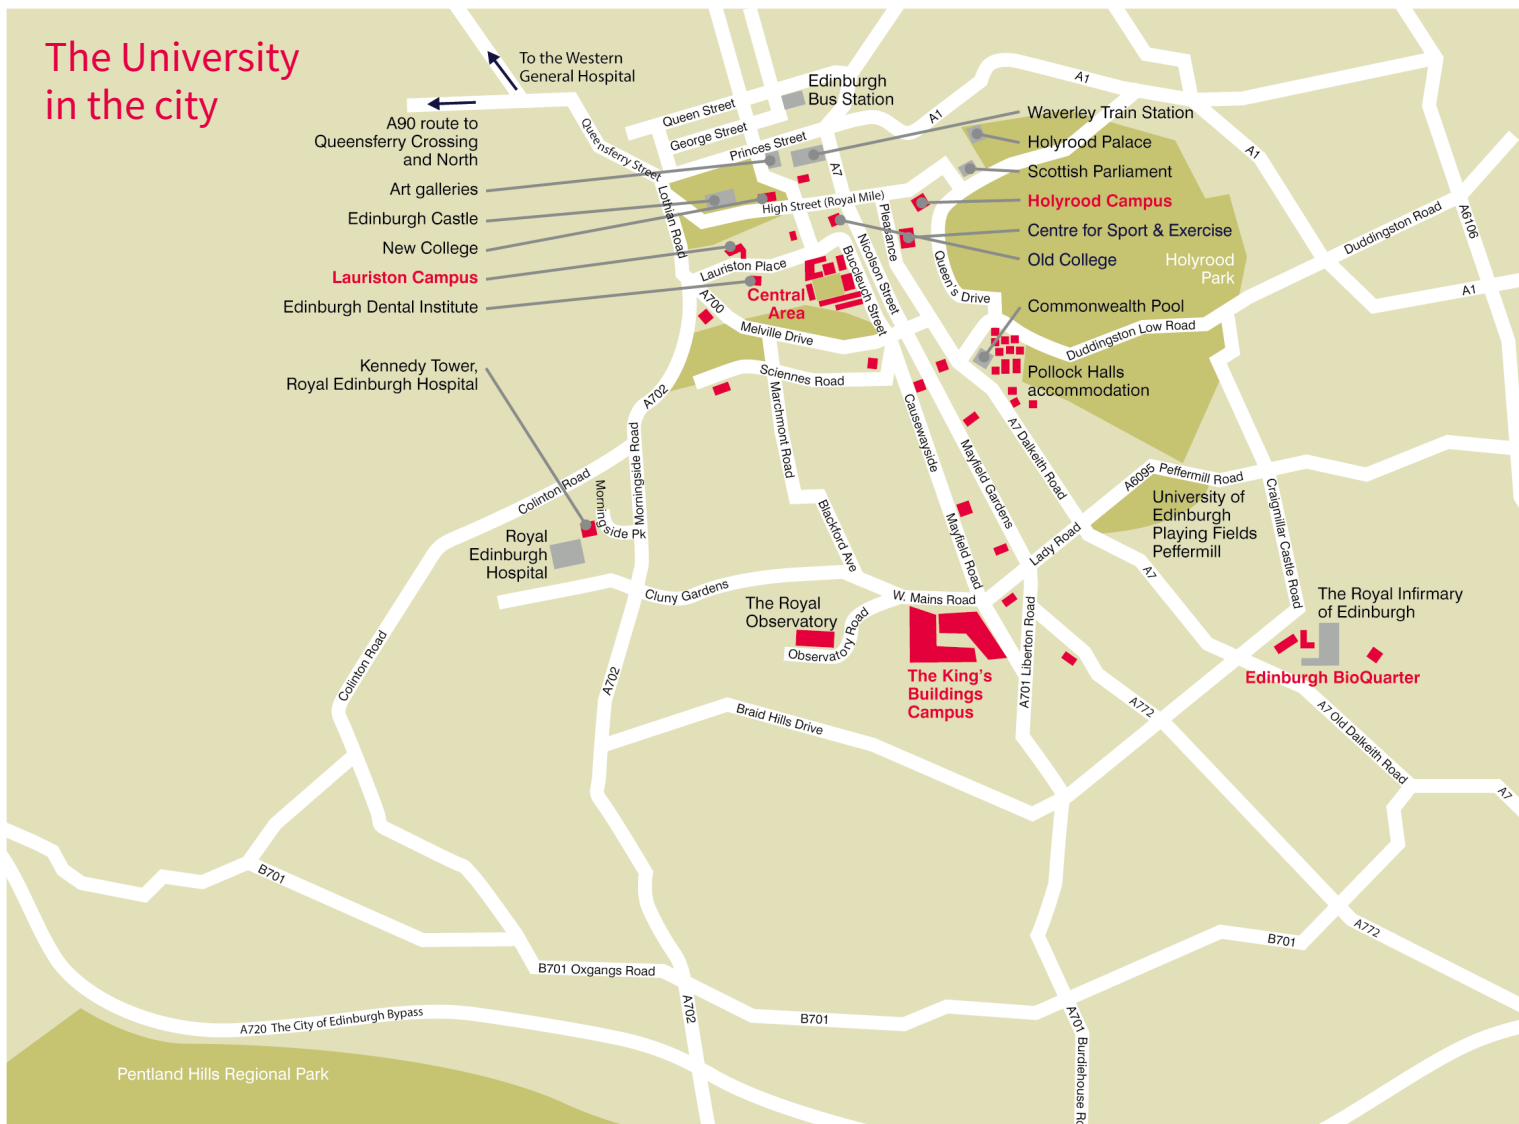 The University
in the city
To the Western
General Hospital
A90 route to
Queensferry Crossing
and North
Art galleries
Edinburgh Castle
New College
Lauriston Campus
Edinburgh Dental Institute
Kennedy Tower,
Royal Edinburgh Hospital
Edinburgh
Bus Station
Waverley Train Station
Holyrood Palace
Scottish Parliament
Holyrood Campus
Centre for Sport & Exercise
Old College
Holyrood
Park
Commonwealth Pool
Pollock Halls
accommodation
Queen Street
George Street
Princes Street
Queensferry Street
Lothian Road
High Street (Royal Mile)
A7
A1
A1
A1
A1
A6106
Pleasance
Nicolson Street
Buccleuch Street
Lauriston Place
Central
Area
A700
Melville Drive
Sciennes Road
Queen's Drive
Duddingston Road
Duddingston Low Road
A702
Marchmont Road
Causewayside
Mayfield Gardens
A7 Dalkeith Road
Morningside Road
Colinton Road
Morningside Pk
Royal
Edinburgh
Hospital
Blackford Ave
Mayfield Road
Lady Road
A6095 Peffermill Road
University of
Edinburgh
Playing Fields
Peffermill
Craigmillar Castle Road
A7
Cluny Gardens
W. Mains Road
The Royal
Observatory
Observatory Road
The King's
Buildings
Campus
A701 Liberton Road
The Royal Infirmary
of Edinburgh
Edinburgh BioQuarter
Colinton Road
A702
Braid Hills Drive
A772
A7 Old Dalkeith Road
A7
B701
B701 Oxgangs Road
A702
B701
B701
A772
A720 The City of Edinburgh Bypass
A701 Burdiehouse R
Pentland Hills Regional Park